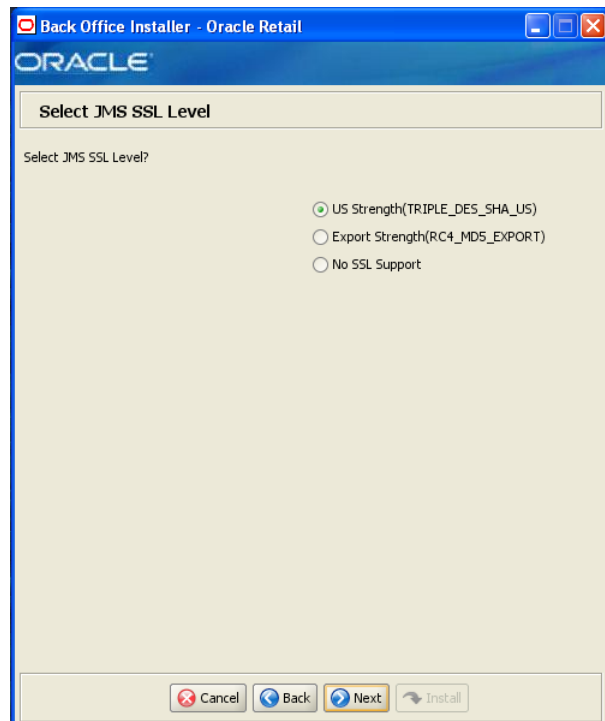 Back Office Installer - Oracle Retail
ORACLE
Select JMS SSL Level
Select JMS SSL Level?
US Strength(TRIPLE_DES_SHA_US)
Export Strength(RC4_MD5_EXPORT)
No SSL Support
Cancel Back Next Install